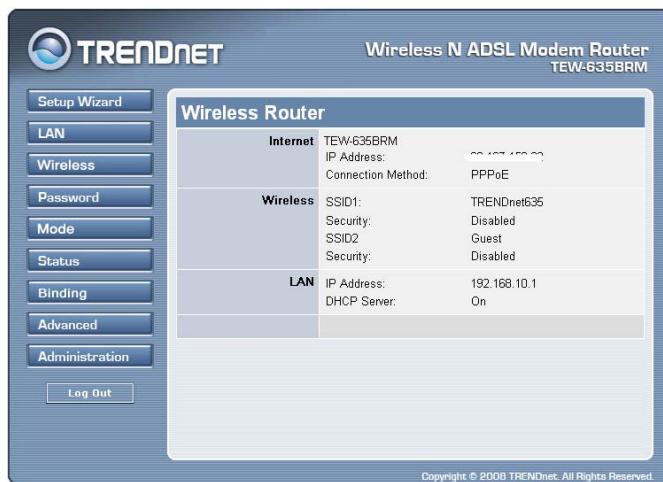 TRENDNET
Wireless N ADSL Modem Router
TEW-635BRM
Setup Wizard
LAN
Wireless
Password
Mode
Status
Binding
Advanced
Administration
Log Out
Wireless Router
Internet TEW-635BRM
IP Address:
Connection Method: PPPoE
Wireless SSID1: TRENDnet635
Security: Disabled
SSID2 Guest
Security: Disabled
LAN IP Address: 192.168.10.1
DHCP Server: On
Copyright © 2008 TRENDnet. All Rights Reserved.